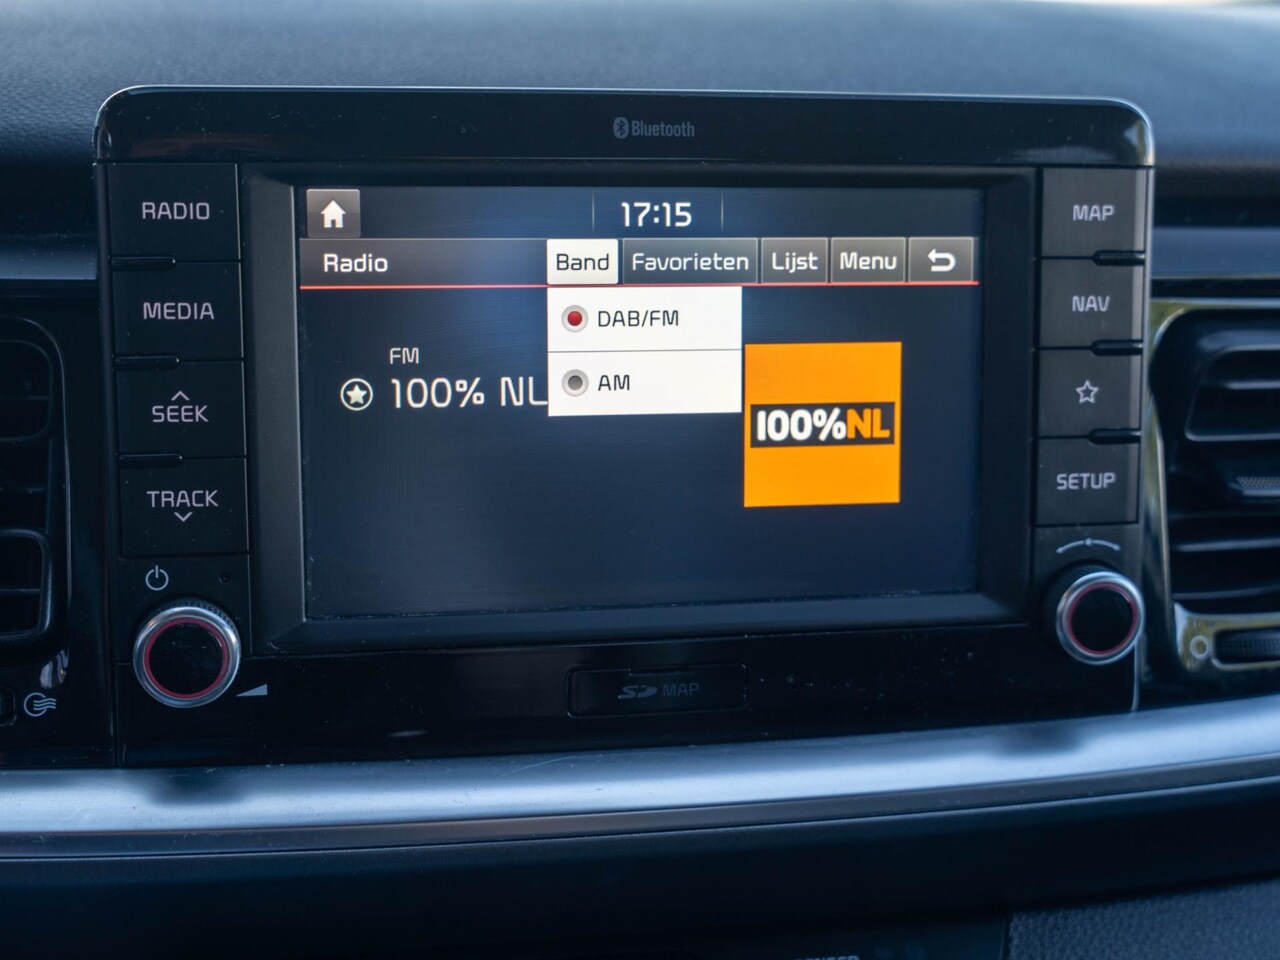 Bluetooth
RADIO
MEDIA
SEEK
TRACK
17:15
Radio
Band
Favorieten
Lijst
Menu
DAB/FM
AM
FM
100% NL
100%NL
MAP
NAV
SETUP
SD MAP